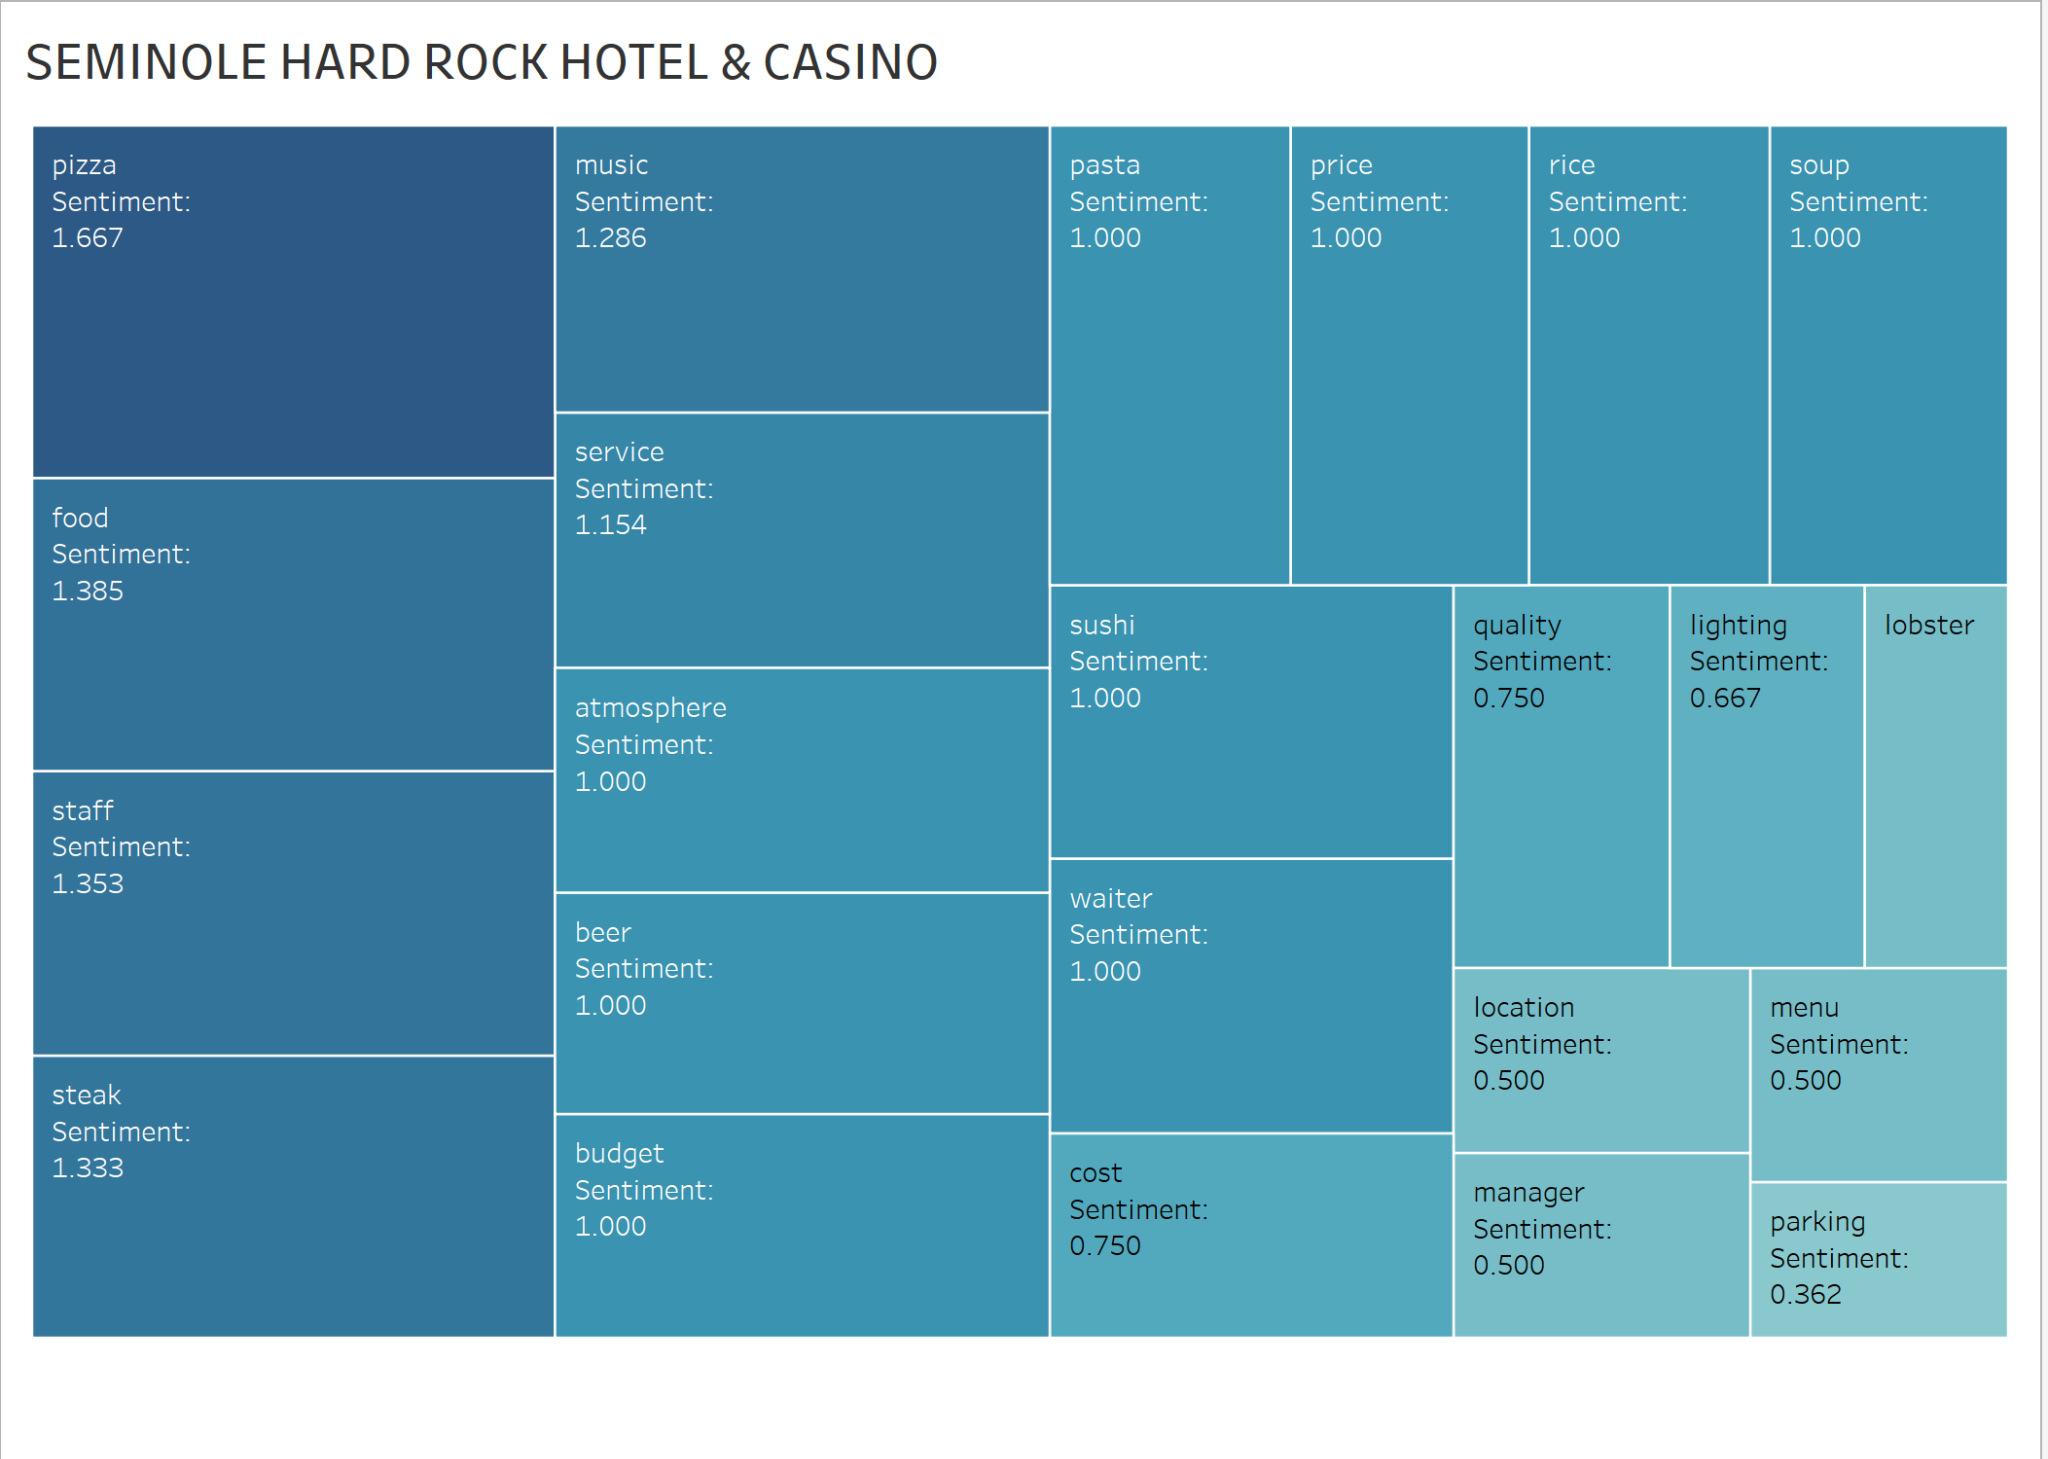 SEMINOLE HARD ROCK HOTEL & CASINO
pizza
Sentiment:
1.667
food
Sentiment:
1.385
staff
Sentiment:
1.353
steak
Sentiment:
1.333
music
Sentiment:
1.286
service
Sentiment:
1.154
atmosphere
Sentiment:
1.000
beer
Sentiment:
1.000
budget
Sentiment:
1.000
pasta
Sentiment:
1.000
price
Sentiment:
1.000
rice
Sentiment:
1.000
soup
Sentiment:
1.000
sushi
Sentiment:
1.000
waiter
Sentiment:
1.000
cost
Sentiment:
0.750
quality
Sentiment:
0.750
lighting
Sentiment:
0.667
lobster
location
Sentiment:
0.500
manager
Sentiment:
0.500
menu
Sentiment:
0.500
parking
Sentiment:
0.362